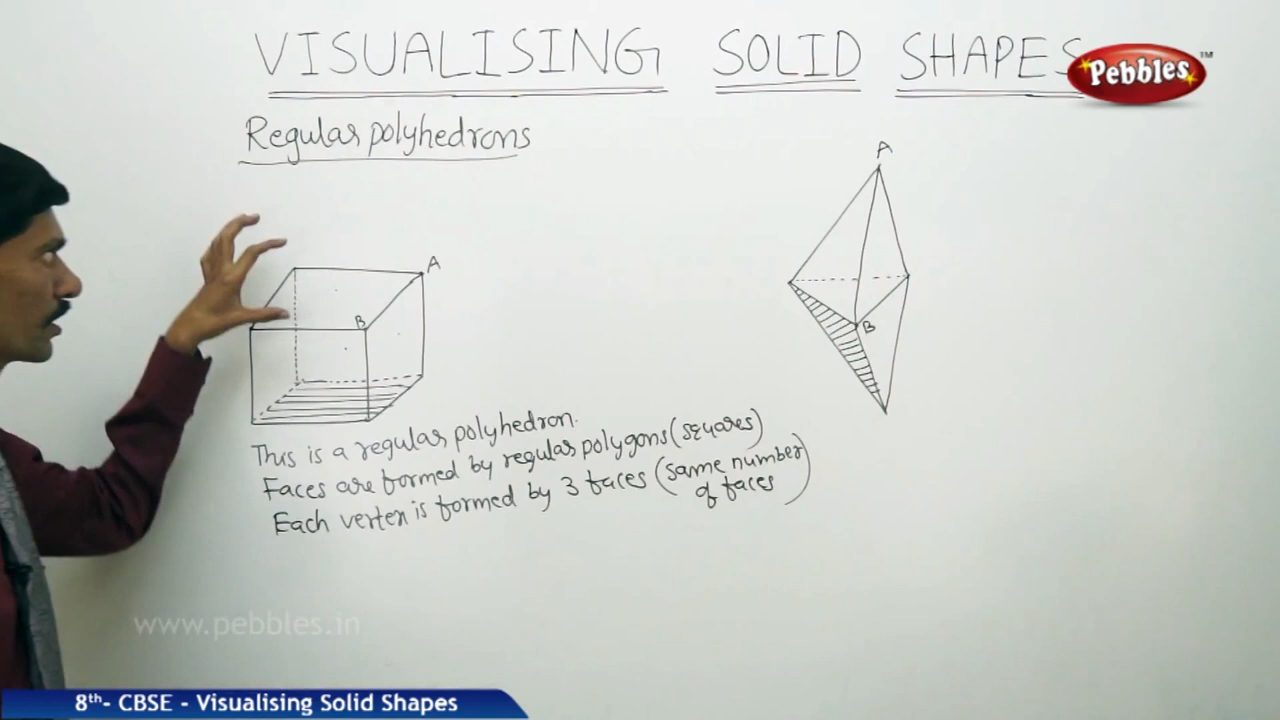 VISUALISING SOLID SHAPES
Pebbles™
Regular polyhedrons
A
B
A
B
This is a regular polyhedron.
Faces are formed by regular polygons (squares)
Each vertex is formed by 3 faces (same number of faces)
www.pebbles.in
8th- CBSE - Visualising Solid Shapes